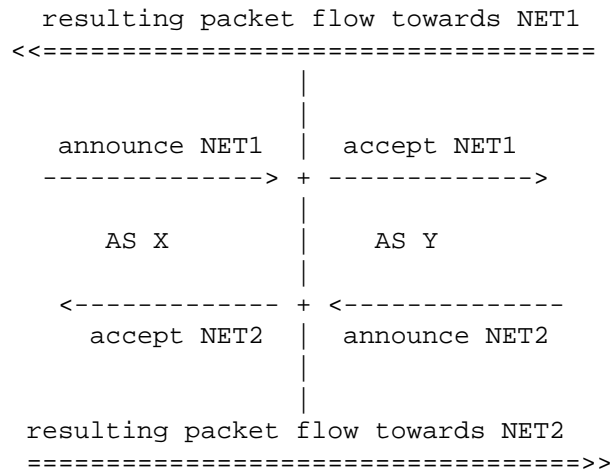 resulting packet flow towards NET1
<<===================================
|
|
announce NET1 | accept NET1
--------------> + ------------->
|
AS X | AS Y
|
<------------- + <--------------
accept NET2 | announce NET2
|
|
resulting packet flow towards NET2
===================================>>